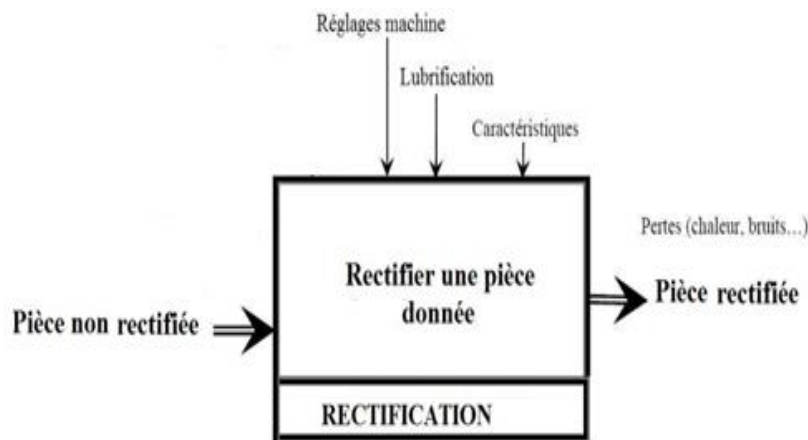 Réglages machine
Lubrification
Caractéristiques
Pertes (chaleur, bruits...)
Rectifier une pièce
donnée
Pièce rectifiée
Pièce non rectifiée
RECTIFICATION